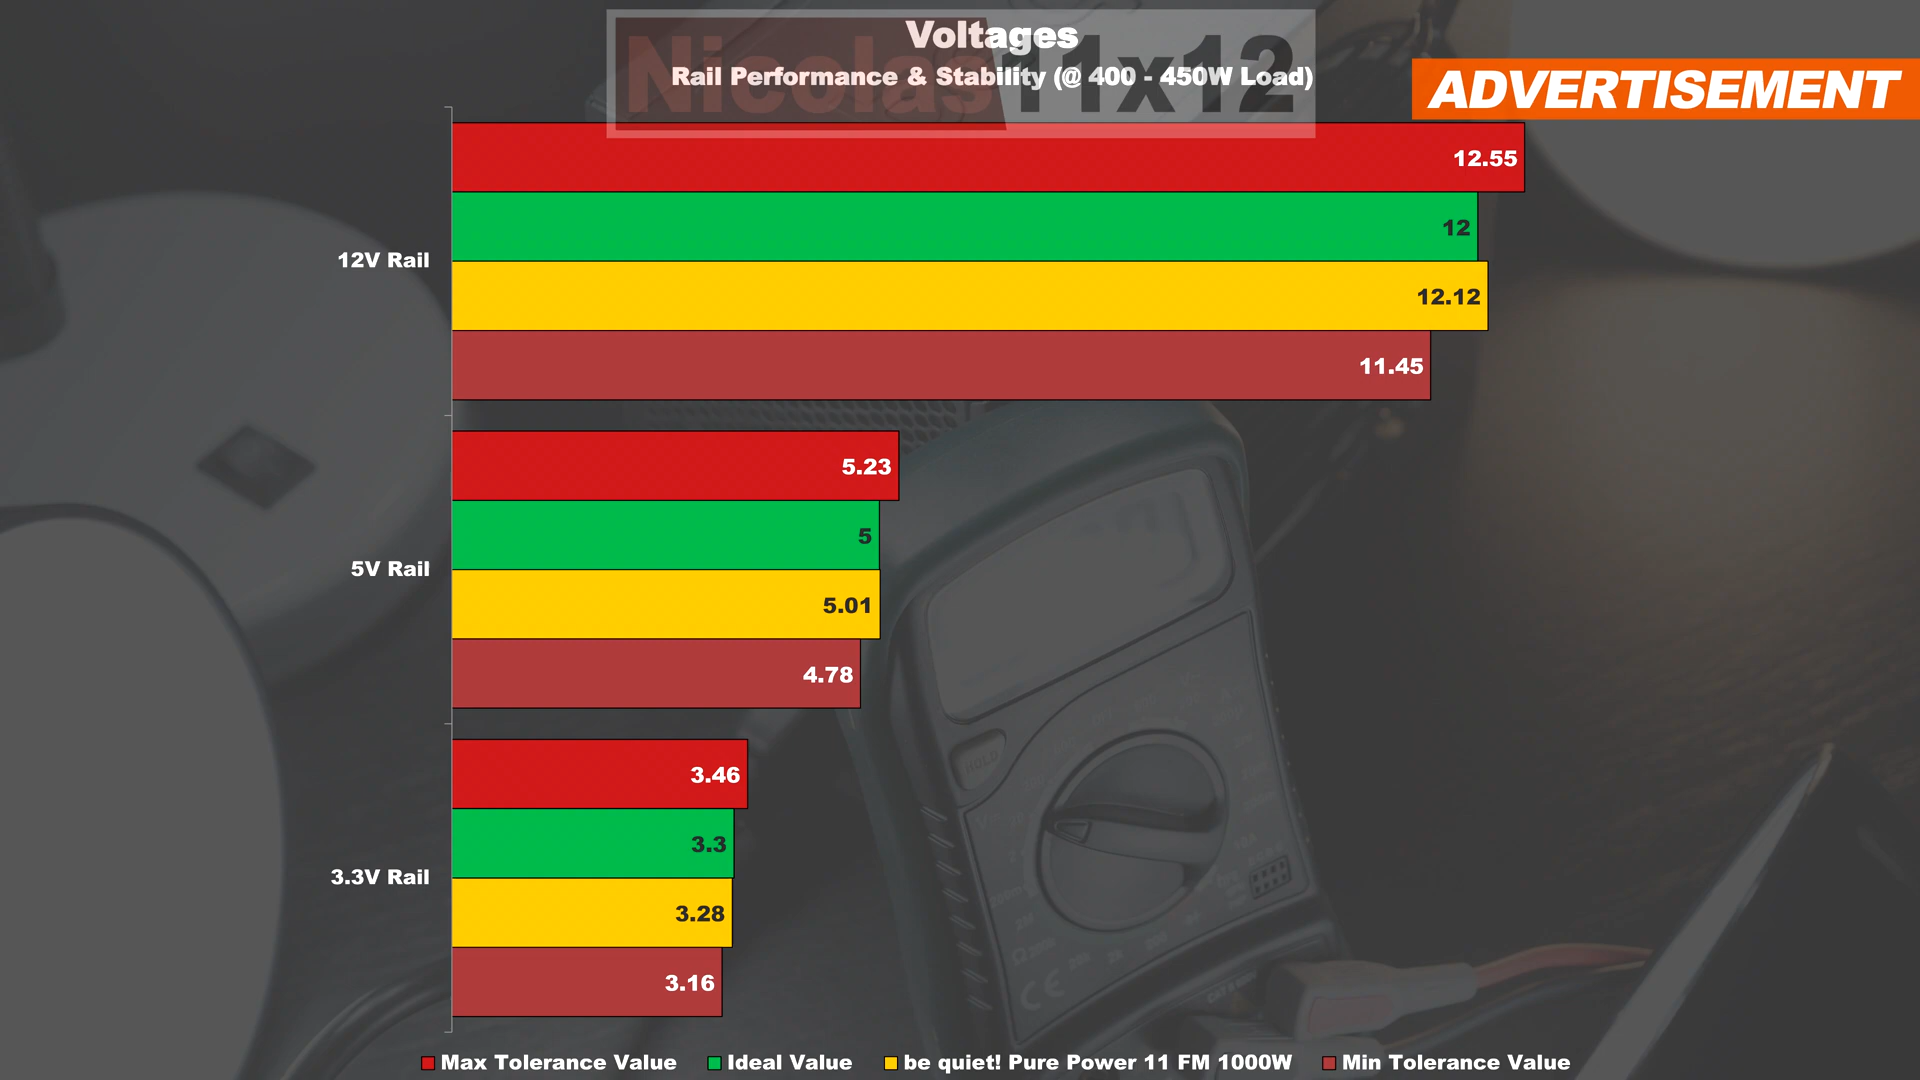 Voltages
Nicolas11x12
Rail Performance & Stability (@ 400 - 450W Load)
ADVERTISEMENT
12V Rail
12.55
12
12.12
11.45
5V Rail
5.23
5
5.01
4.78
3.3V Rail
3.46
3.3
3.28
3.16
HOLD
Max Tolerance Value
Ideal Value
be quiet! Pure Power 11 FM 1000W
Min Tolerance Value